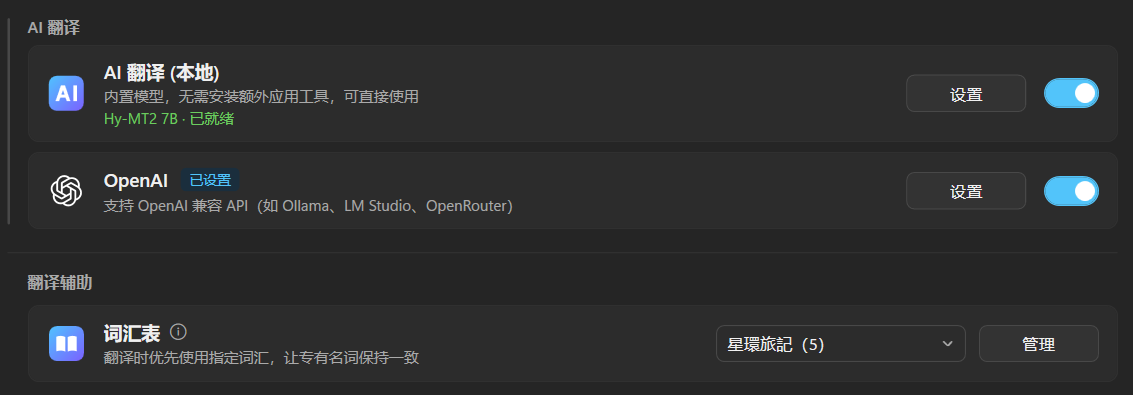 AI 翻译
AI
AI 翻译 (本地)
内置模型，无需安装额外应用工具，可直接使用
Hy-MT2 7B · 已就绪
设置
OpenAI 已设置
支持 OpenAI 兼容 API（如 Ollama、LM Studio、OpenRouter）
设置
翻译辅助
词汇表
翻译时优先使用指定词汇，让专有名词保持一致
星環旅記（5）
管理